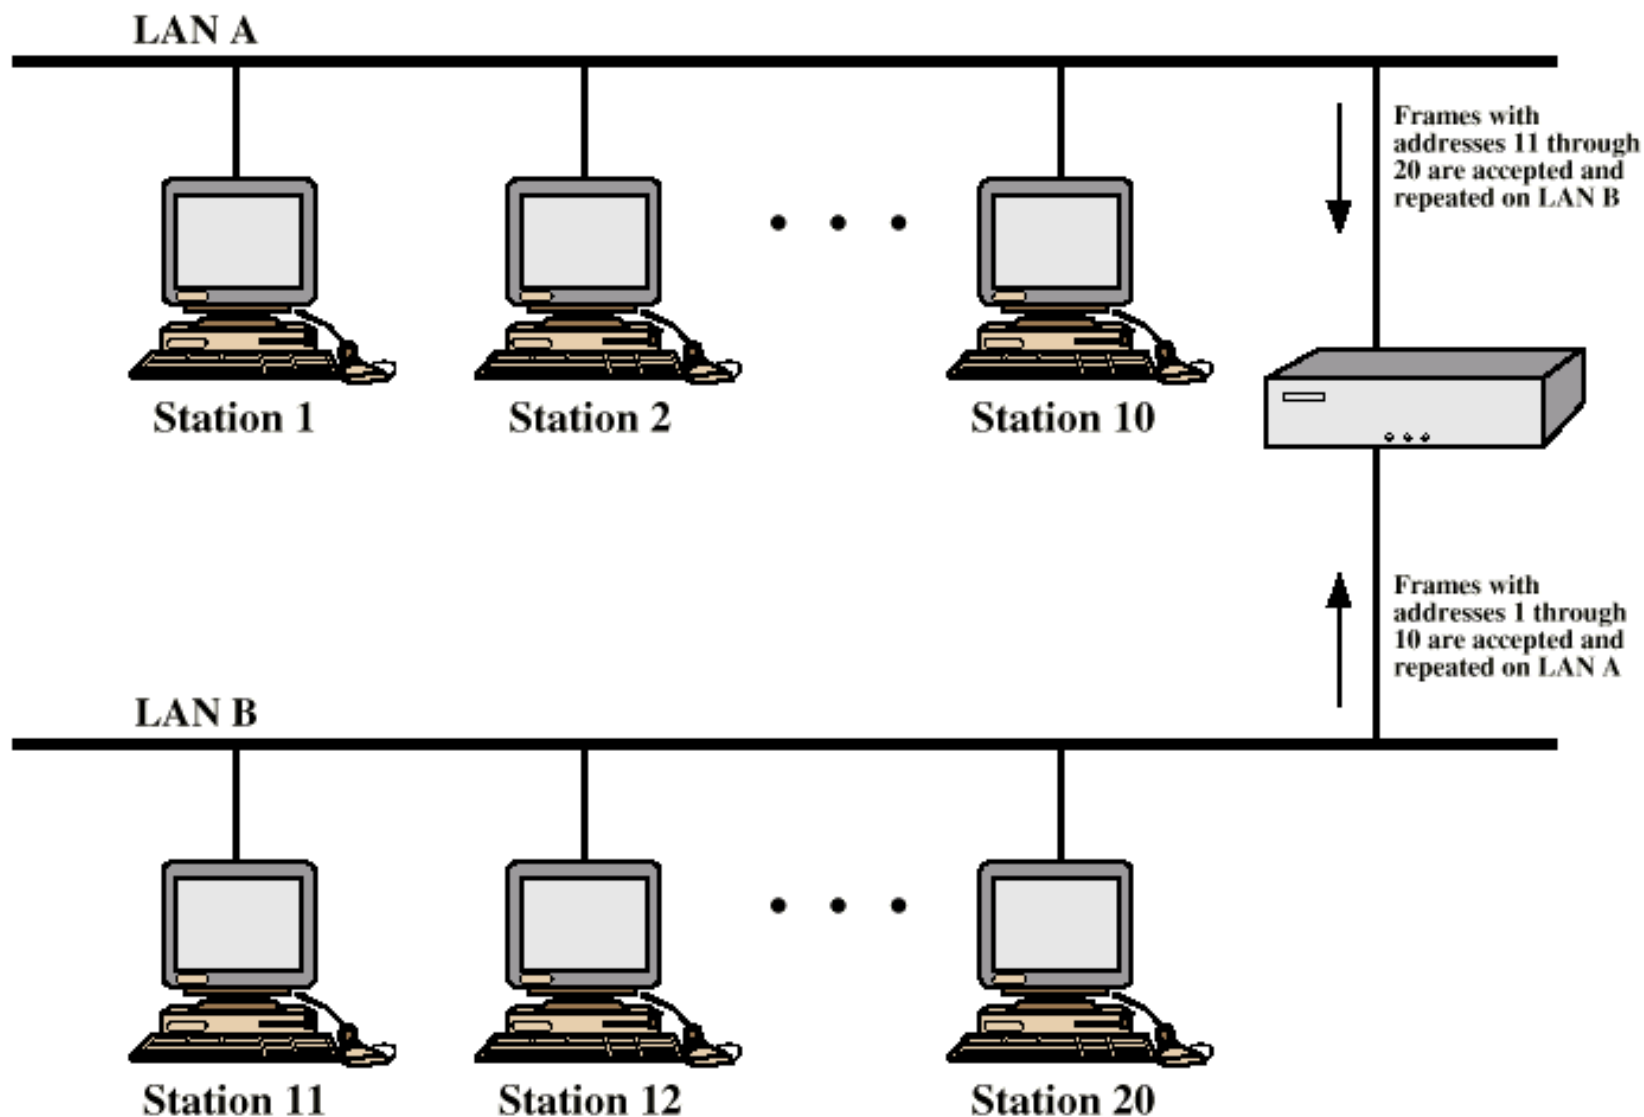 LAN A
Frames with
addresses 11 through
20 are accepted and
repeated on LAN B
Station 1
Station 2
Station 10
Frames with
addresses 1 through
10 are accepted and
repeated on LAN A
LAN B
Station 11
Station 12
Station 20